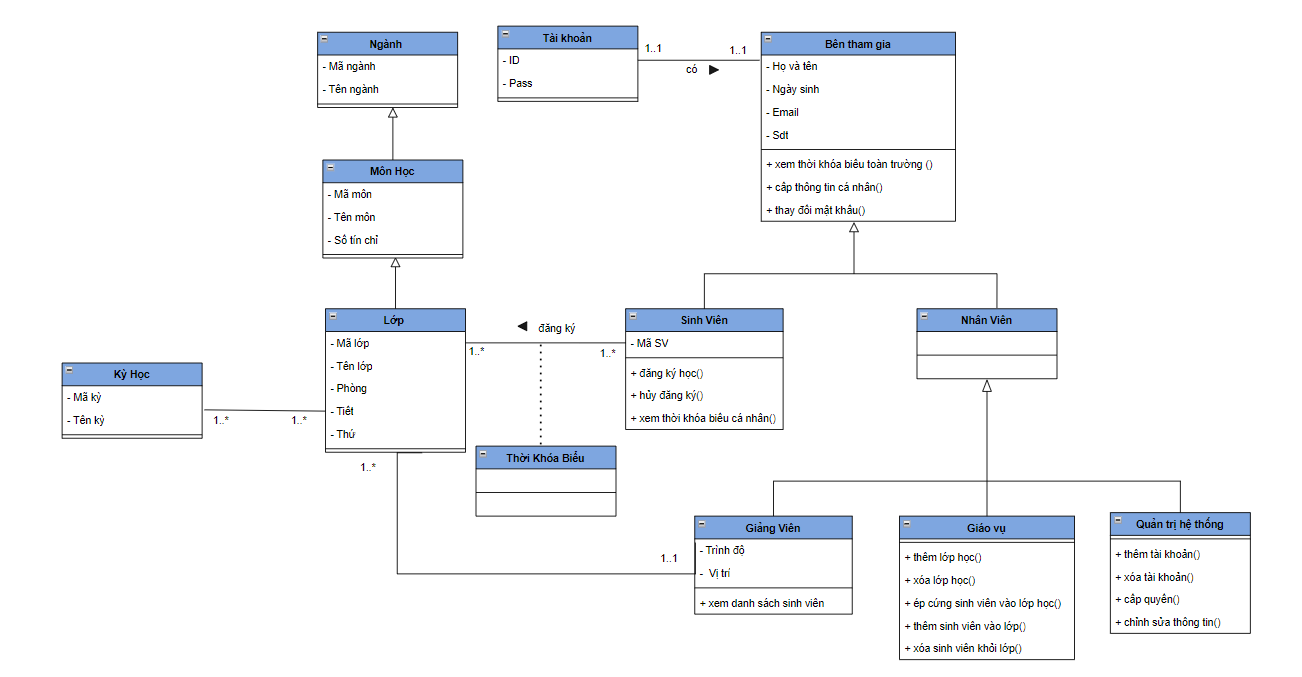 Ngành
- Mã ngành
- Tên ngành
Tài khoản
- ID
- Pass
1..1
1..1
có
Bên tham gia
- Họ và tên
- Ngày sinh
- Email
- Sdt
+ xem thời khóa biểu toàn trường ()
+ cấp thông tin cá nhân()
+ thay đổi mật khẩu()
Môn Học
- Mã môn
- Tên môn
- Số tín chỉ
Lớp
- Mã lớp
- Tên lớp
- Phòng
- Tiết
- Thứ
đăng ký
1..*
1..*
Sinh Viên
- Mã SV
+ đăng ký học()
+ hủy đăng ký()
+ xem thời khóa biểu cá nhân()
Nhân Viên
Kỳ Học
- Mã kỳ
- Tên kỳ
1..*
1..*
Thời Khóa Biểu
1..*
1..1
Giảng Viên
- Trình độ
- Vị trí
+ xem danh sách sinh viên
Giáo vụ
+ thêm lớp học()
+ xóa lớp học()
+ ép cứng sinh viên vào lớp học()
+ thêm sinh viên vào lớp()
+ xóa sinh viên khỏi lớp()
Quản trị hệ thống
+ thêm tài khoản()
+ xóa tài khoản()
+ cấp quyền()
+ chỉnh sửa thông tin()